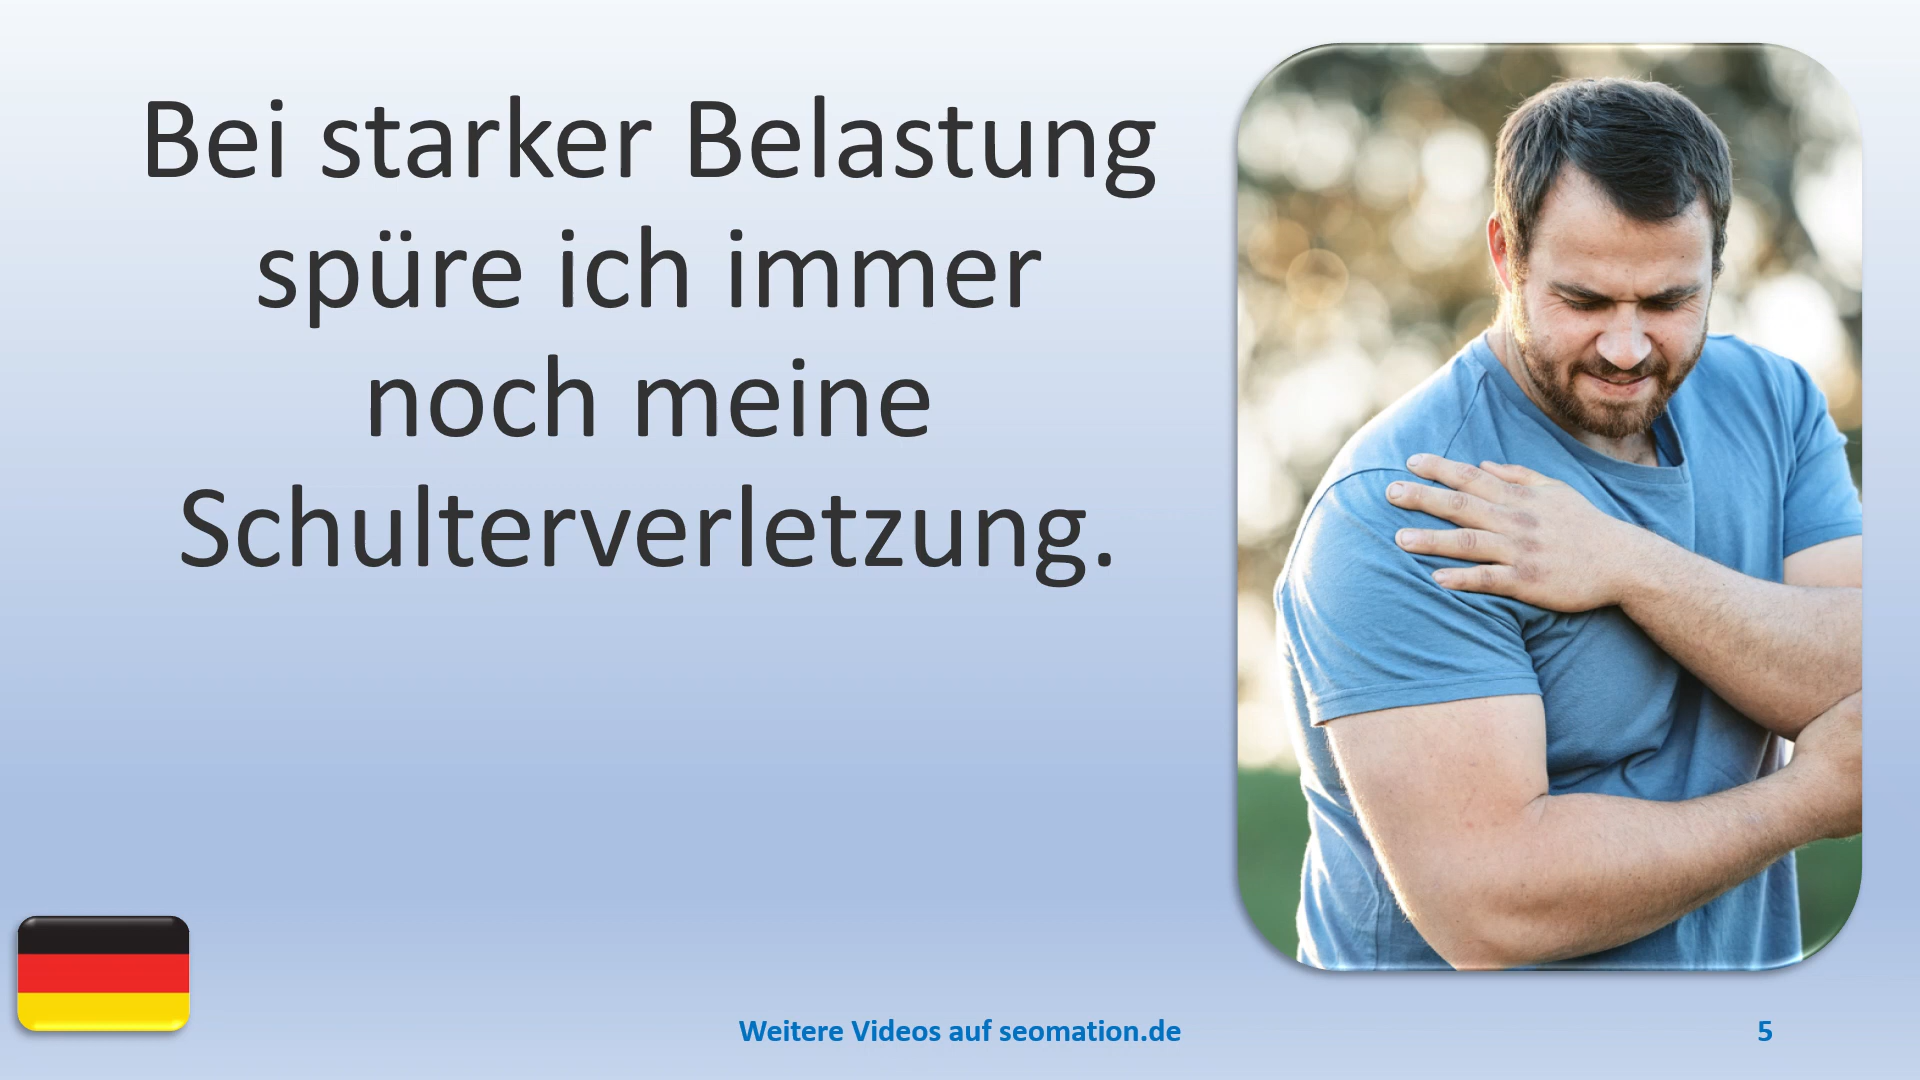 Bei starker Belastung
spüre ich immer
noch meine
Schulterverletzung.
Weitere Videos auf seomation.de
5